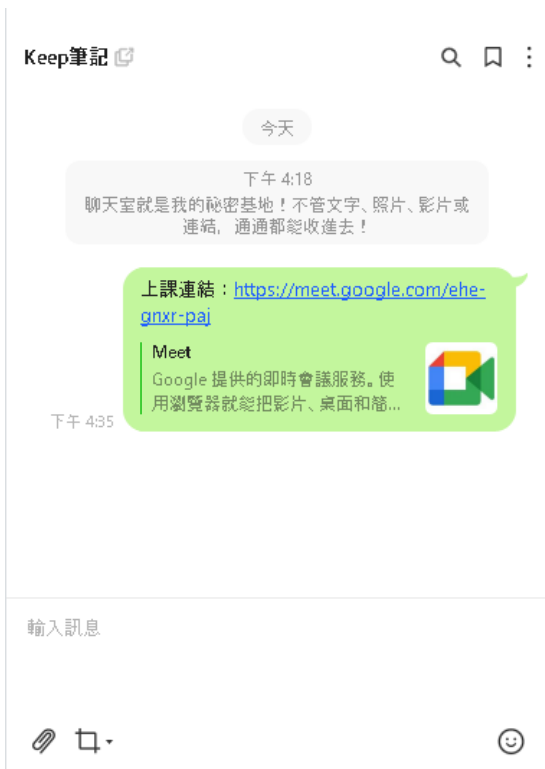 Keep筆記
今天
下午 4:18
聊天室就是我的祕密基地！不管文字、照片、影片或
連結，通通都能收進去！
上課連結：https://meet.google.com/ehe-
gnxr-paj
Meet
Google 提供的即時會議服務。使
用瀏覽器就能把影片、桌面和簡...
下午 4:35
輸入訊息